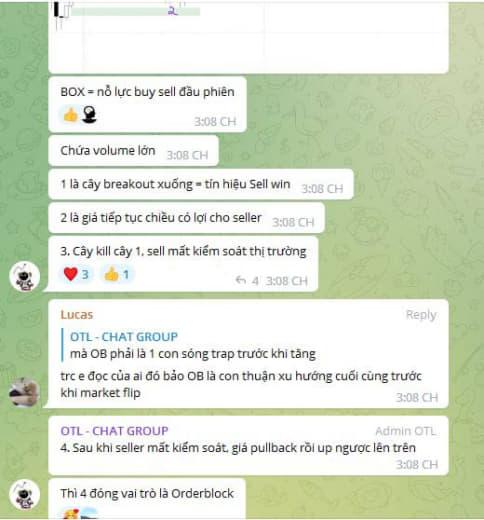 2
BOX = nỗ lực buy sell đầu phiên
3:08 CH
Chứa volume lớn 3:08 CH
1 là cây breakout xuống = tín hiệu Sell win 3:08 CH
2 là giá tiếp tục chiều có lợi cho seller 3:08 CH
3. Cây kill cây 1, sell mất kiểm soát thị trường
3 1 4 3:08 CH
Lucas Reply
OTL - CHAT GROUP
mà OB phải là 1 con sóng trap trước khi tăng
trc e đọc của ai đó bảo OB là con thuận xu hướng cuối cùng trước
khi market flip
3:08 CH
OTL - CHAT GROUP Admin OTL
4. Sau khi seller mất kiểm soát, giá pullback rồi up ngược lên trên
3:08 CH
Thì 4 đóng vai trò là Orderblock